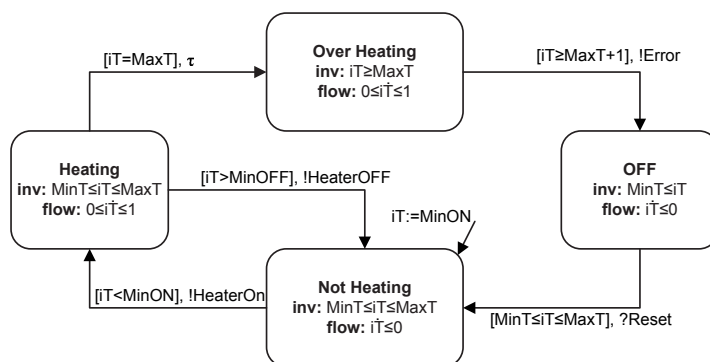 Over Heating
inv: iT≥MaxT
flow: 0≤iṪ≤1
[iT=MaxT], τ
[iT≥MaxT+1], !Error
Heating
inv: MinT≤iT≤MaxT
flow: 0≤iṪ≤1
OFF
inv: MinT≤iT
flow: iṪ≤0
[iT>MinOFF], !HeaterOFF
iT:=MinON
Not Heating
inv: MinT≤iT≤MaxT
flow: iṪ≤0
[iT<MinON], !HeaterOn
[MinT≤iT≤MaxT], ?Reset